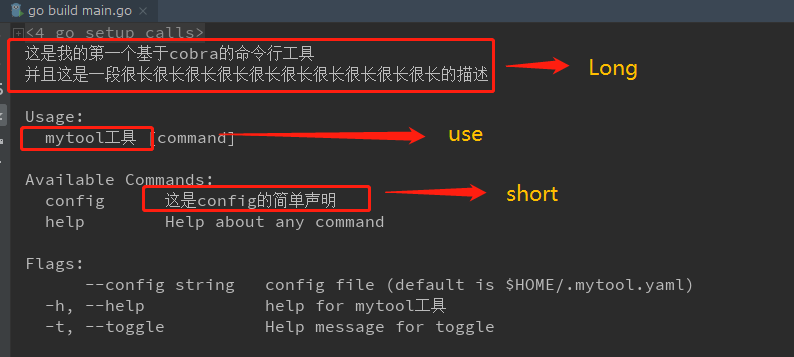 go build main.go ×
<4 go setup calls>
这是我的第一个基于cobra的命令行工具
并且这是一段很长很长很长很长很长很长很长很长很长很长的描述
Long
Usage:
mytool工具 [command]
use
Available Commands:
config 这是config的简单声明
short
help Help about any command
Flags:
--config string config file (default is $HOME/.mytool.yaml)
-h, --help help for mytool工具
-t, --toggle Help message for toggle